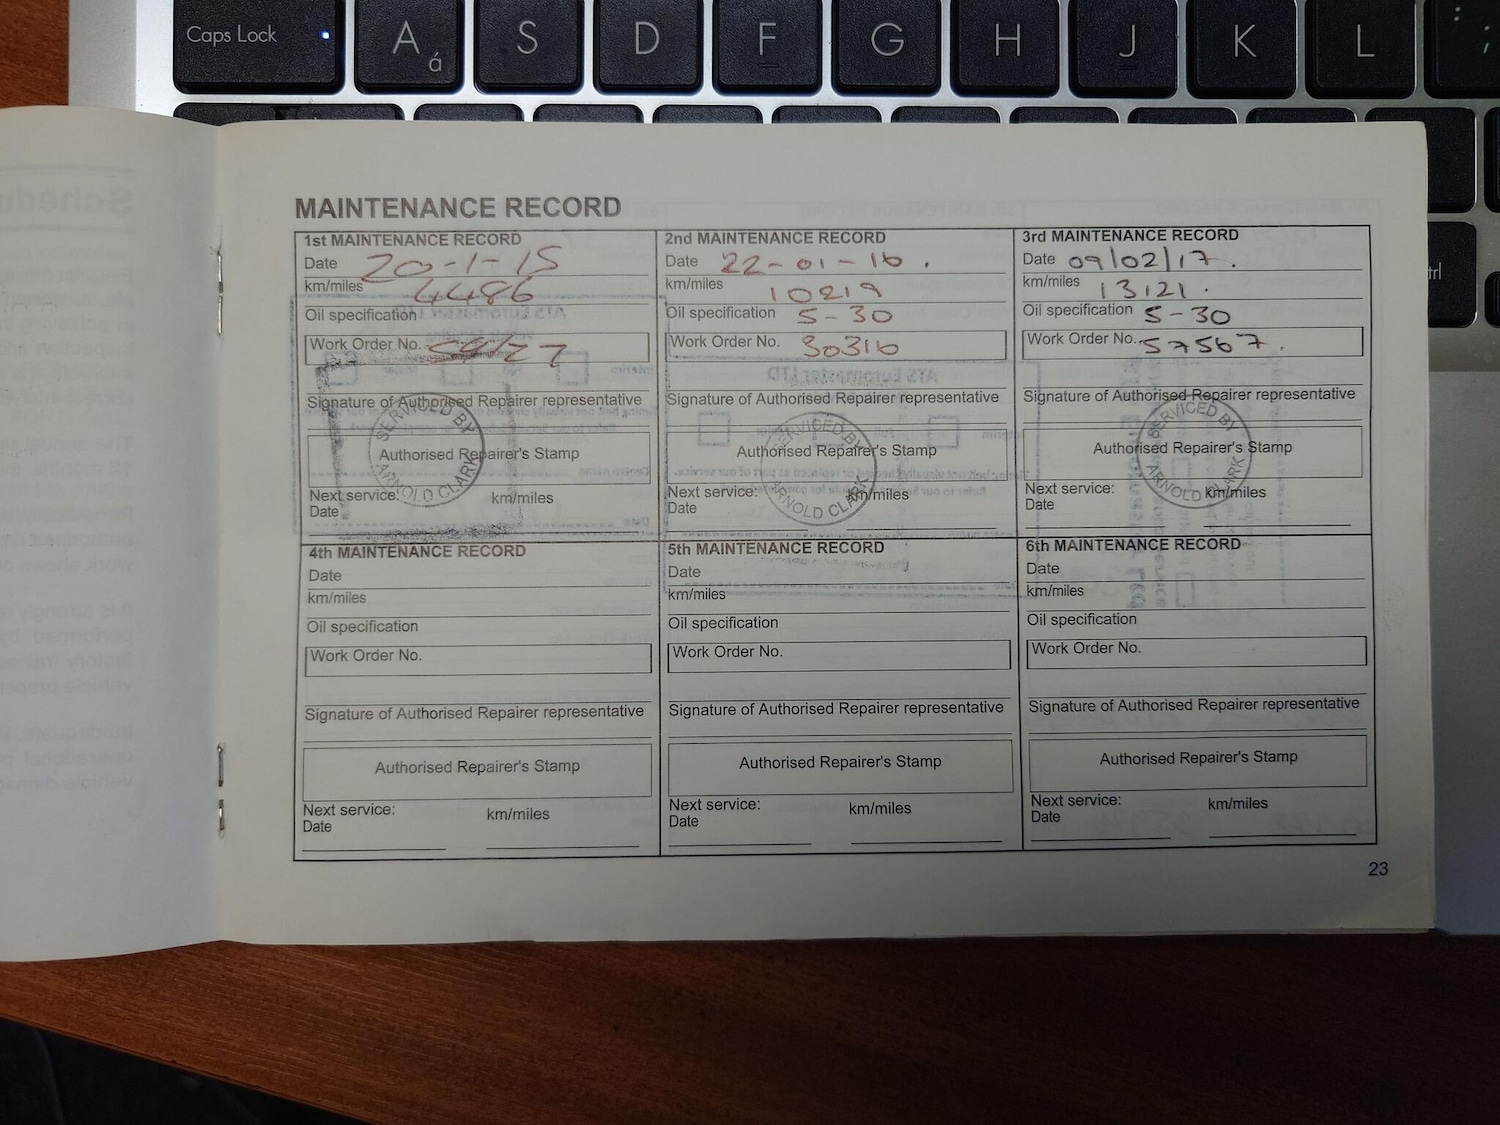 Caps Lock
A á S D F G H J K L : ;
ctrl
MAINTENANCE RECORD
1st MAINTENANCE RECORD
Date 20-1-15
km/miles 4486
Oil specification
Work Order No.
Signature of Authorised Repairer representative
SERVICED BY ARNOLD CLARK
Authorised Repairer's Stamp
Next service: km/miles
Date
2nd MAINTENANCE RECORD
Date 22-01-16.
km/miles 10219
Oil specification 5-30
Work Order No. 30316
Signature of Authorised Repairer representative
SERVICED BY ARNOLD CLARK
Authorised Repairer's Stamp
Next service: km/miles
Date
3rd MAINTENANCE RECORD
Date 09/02/17.
km/miles 13121.
Oil specification 5-30
Work Order No. 57567.
Signature of Authorised Repairer representative
SERVICED BY ARNOLD CLARK
Authorised Repairer's Stamp
Next service: km/miles
Date
4th MAINTENANCE RECORD
Date
km/miles
Oil specification
Work Order No.
Signature of Authorised Repairer representative
Authorised Repairer's Stamp
Next service: km/miles
Date
5th MAINTENANCE RECORD
Date
km/miles
Oil specification
Work Order No.
Signature of Authorised Repairer representative
Authorised Repairer's Stamp
Next service: km/miles
Date
6th MAINTENANCE RECORD
Date
km/miles
Oil specification
Work Order No.
Signature of Authorised Repairer representative
Authorised Repairer's Stamp
Next service: km/miles
Date
23